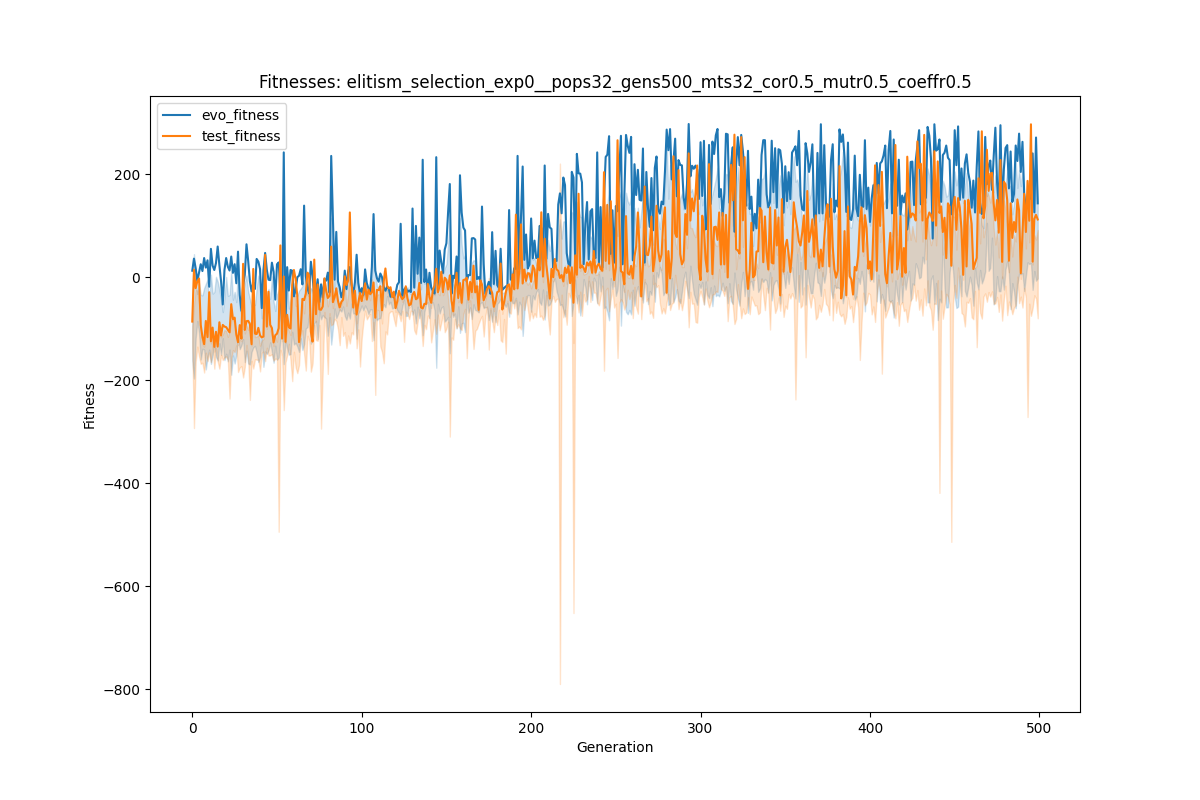 Fitnesses: elitism_selection_exp0__pops32_gens500_mts32_cor0.5_mutr0.5_coeffr0.5
evo_fitness
test_fitness
200
0
−200
−400
−600
−800
Fitness
0 100 200 300 400 500
Generation